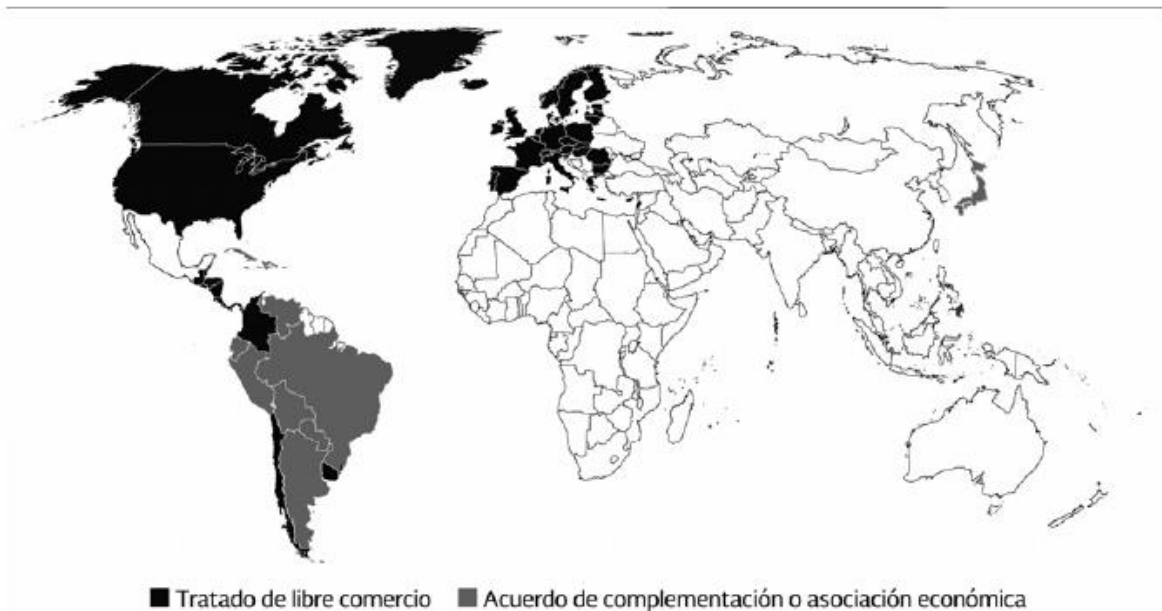 Tratado de libre comercio
Acuerdo de complementación o asociación económica